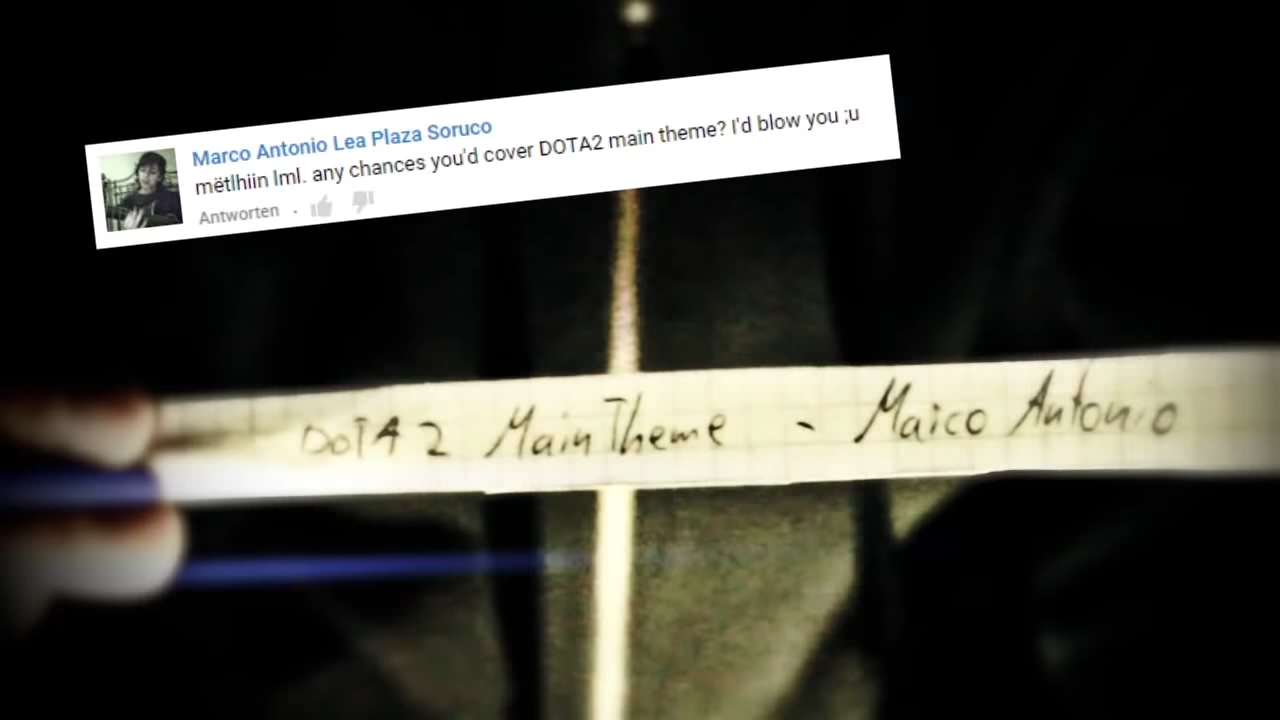 Marco Antonio Lea Plaza Soruco
mëtlhiin lml. any chances you'd cover DOTA2 main theme? I'd blow you ;u
Antworten ·
DOTA 2 Main Theme - Marco Antonio